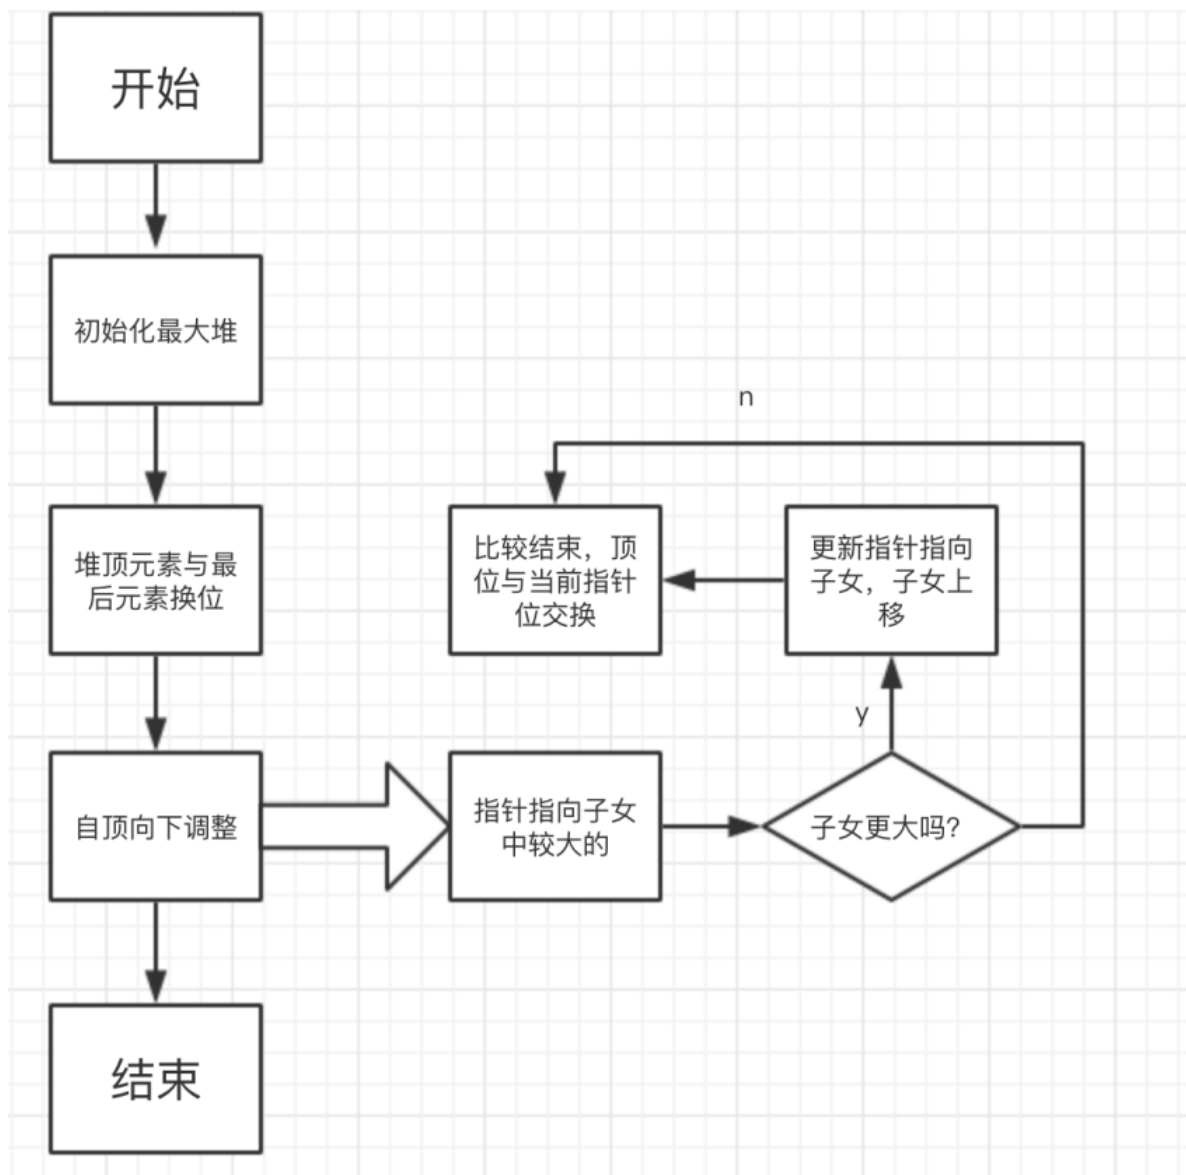 开始
初始化最大堆
n
堆顶元素与最
后元素换位
比较结束，顶
位与当前指针
位交换
更新指针指向
子女，子女上
移
y
自顶向下调整
指针指向子女
中较大的
子女更大吗?
结束